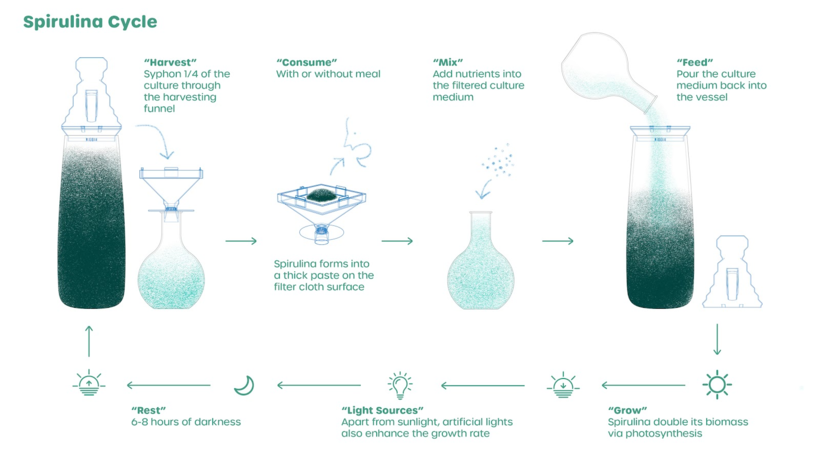 Spirulina Cycle
“Harvest”
Syphon 1/4 of the
culture through
the harvesting
funnel
“Consume”
With or without meal
“Mix”
Add nutrients into
the filtered culture
medium
“Feed”
Pour the culture
medium back into
the vessel
Spirulina forms into
a thick paste on the
filter cloth surface
“Rest”
6-8 hours of darkness
“Light Sources”
Apart from sunlight, artificial lights
also enhance the growth rate
“Grow”
Spirulina double its biomass
via photosynthesis